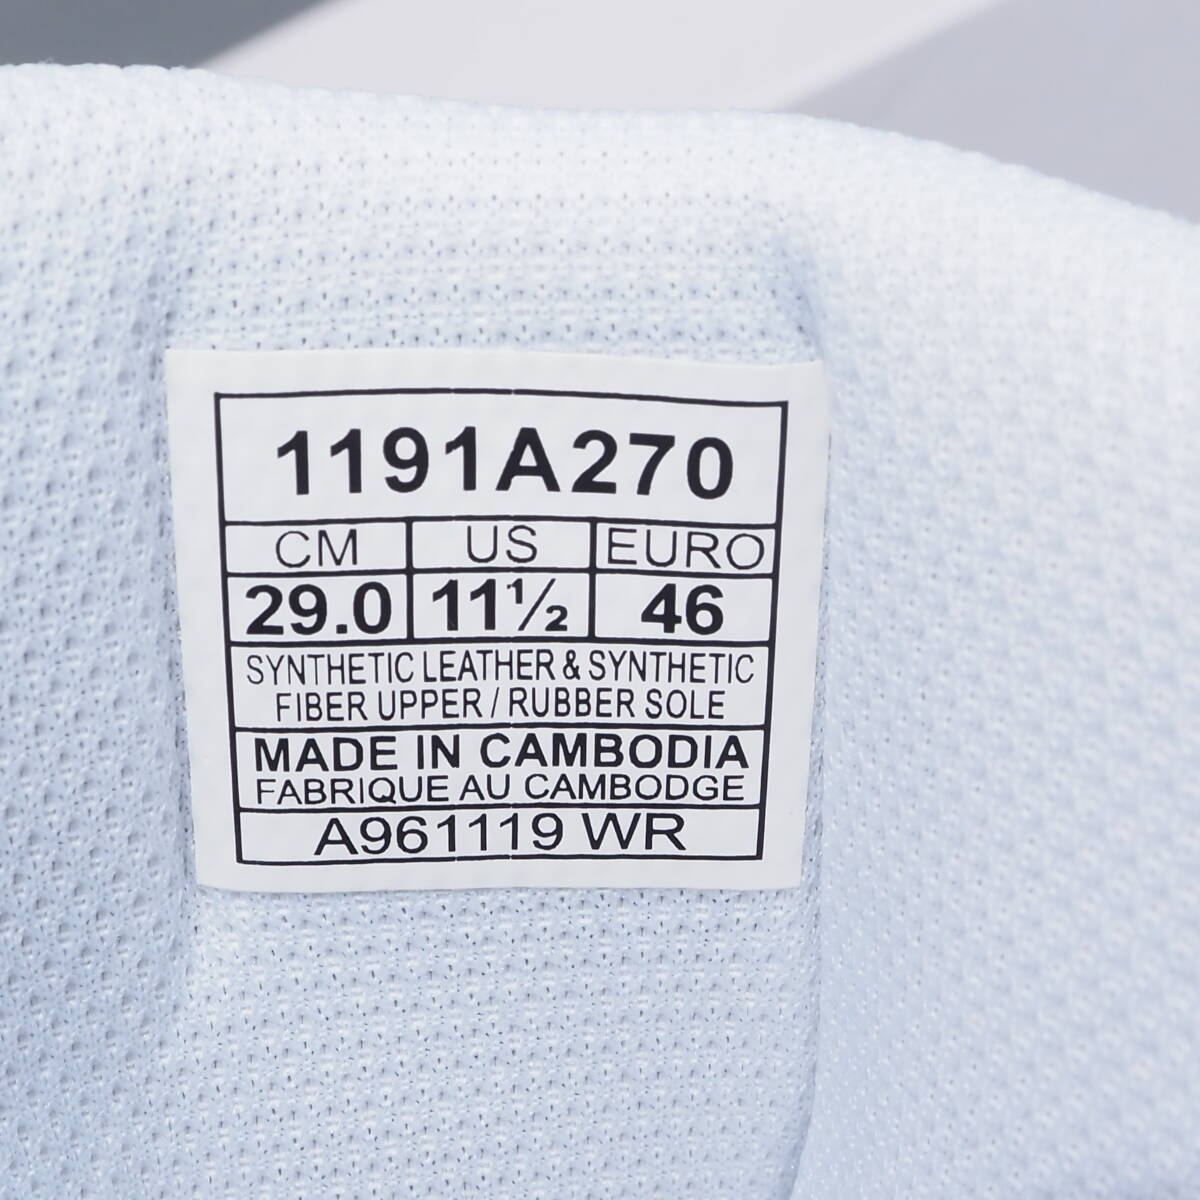 1191A270
CM US EURO
29.0 11½ 46
SYNTHETIC LEATHER & SYNTHETIC
FIBER UPPER / RUBBER SOLE
MADE IN CAMBODIA
FABRIQUE AU CAMBODGE
A961119 WR